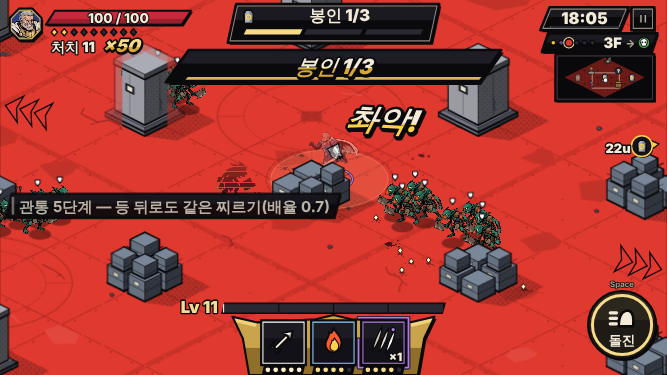 100 / 100
처치 11 ×50
봉인 1/3
18:05
3F
봉인 1/3
촤악!
22u
관통 5단계 — 등 뒤로도 같은 찌르기(배율 0.7)
Lv 11
×1
Space
돌진